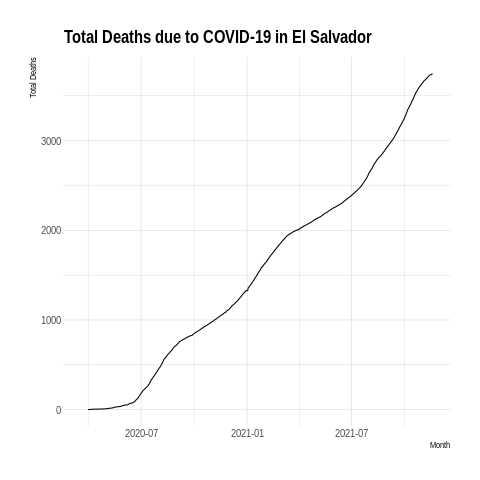 Total Deaths due to COVID-19 in El Salvador
Total Deaths
3000
2000
1000
0
2020-07
2021-01
2021-07
Month